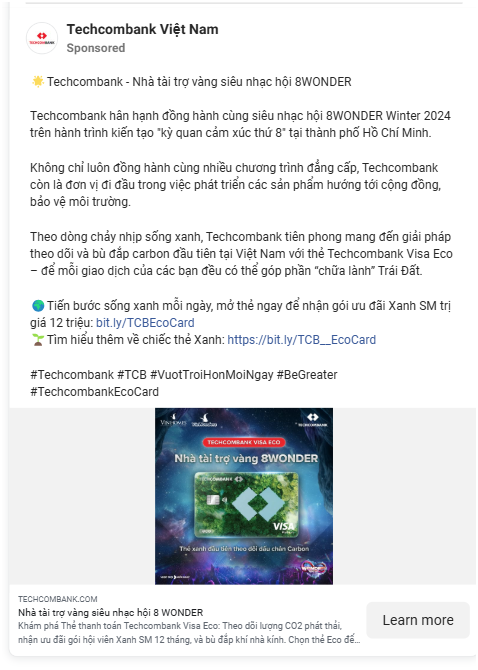 Techcombank Việt Nam
Sponsored
🌟 Techcombank - Nhà tài trợ vàng siêu nhạc hội 8WONDER
Techcombank hân hạnh đồng hành cùng siêu nhạc hội 8WONDER Winter 2024
trên hành trình kiến tạo "kỳ quan cảm xúc thứ 8" tại thành phố Hồ Chí Minh.
Không chỉ luôn đồng hành cùng nhiều chương trình đẳng cấp, Techcombank
còn là đơn vị đi đầu trong việc phát triển các sản phẩm hướng tới cộng đồng,
bảo vệ môi trường.
Theo dòng chảy nhịp sống xanh, Techcombank tiên phong mang đến giải pháp
theo dõi và bù đắp carbon đầu tiên tại Việt Nam với thẻ Techcombank Visa Eco
– để mỗi giao dịch của các bạn đều có thể góp phần “chữa lành” Trái Đất.
🌍 Tiến bước sống xanh mỗi ngày, mở thẻ ngay để nhận gói ưu đãi Xanh SM trị
giá 12 triệu: bit.ly/TCBEcoCard
🌱 Tìm hiểu thêm về chiếc thẻ Xanh: https://bit.ly/TCB__EcoCard
#Techcombank #TCB #VuotTroiHonMoiNgay #BeGreater
#TechcombankEcoCard
VINHOMES
TECHCOMBANK
TECHCOMBANK VISA ECO
Nhà tài trợ vàng 8WONDER
TECHCOMBANK
VISA
Thẻ xanh đầu tiên theo dõi dấu chân Carbon
TECHCOMBANK.COM
Nhà tài trợ vàng siêu nhạc hội 8 WONDER
Khám phá Thẻ thanh toán Techcombank Visa Eco: Theo dõi lượng CO2 phát thải,
nhận ưu đãi gói hội viên Xanh SM 12 tháng, và bù đắp khí nhà kính. Chọn thẻ Eco để...
Learn more